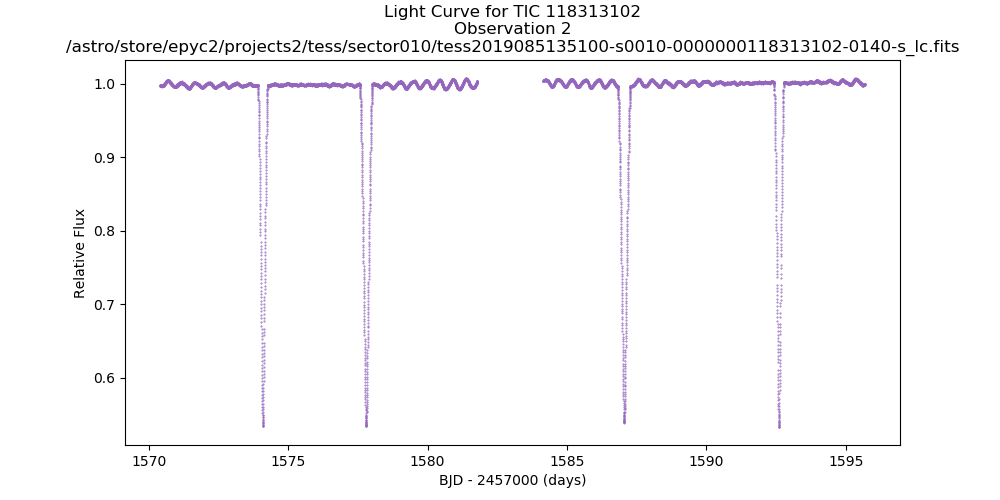 Light Curve for TIC 118313102
Observation 2
/astro/store/epyc2/projects2/tess/sector010/tess2019085135100-s0010-0000000118313102-0140-s_lc.fits
1.0
0.9
0.8
0.7
0.6
Relative Flux
1570
1575
1580
1585
1590
1595
BJD - 2457000 (days)